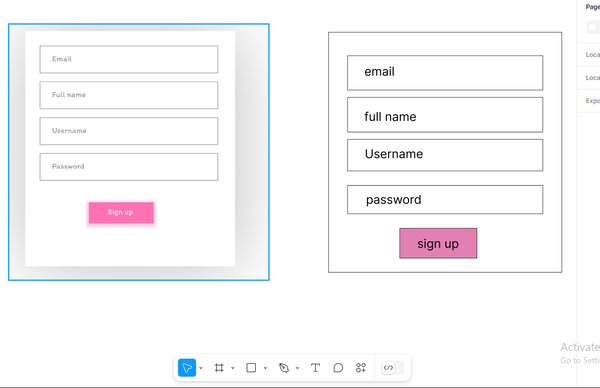 Page
Email
Full name
Username
Password
Sign up
email
full name
Username
password
sign up
Loca
Loca
Expo
Activate
Go to Setti